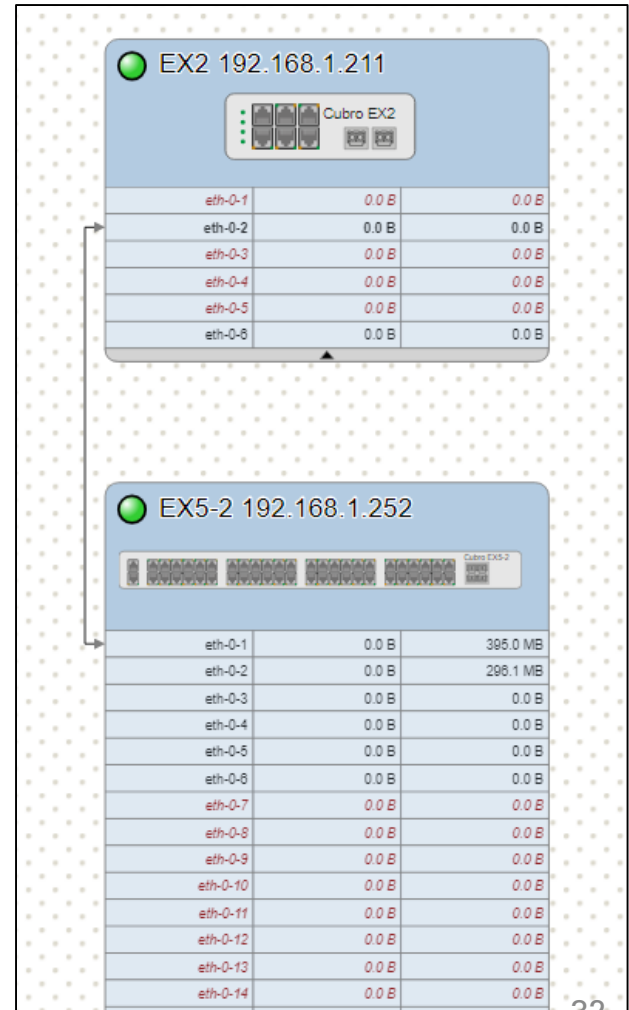 EX2 192.168.1.211
Cubro EX2
eth-0-1 0.0 B 0.0 B
eth-0-2 0.0 B 0.0 B
eth-0-3 0.0 B 0.0 B
eth-0-4 0.0 B 0.0 B
eth-0-5 0.0 B 0.0 B
eth-0-6 0.0 B 0.0 B
EX5-2 192.168.1.252
Cubro EX5-2
eth-0-1 0.0 B 395.0 MB
eth-0-2 0.0 B 296.1 MB
eth-0-3 0.0 B 0.0 B
eth-0-4 0.0 B 0.0 B
eth-0-5 0.0 B 0.0 B
eth-0-6 0.0 B 0.0 B
eth-0-7 0.0 B 0.0 B
eth-0-8 0.0 B 0.0 B
eth-0-9 0.0 B 0.0 B
eth-0-10 0.0 B 0.0 B
eth-0-11 0.0 B 0.0 B
eth-0-12 0.0 B 0.0 B
eth-0-13 0.0 B 0.0 B
eth-0-14 0.0 B 0.0 B